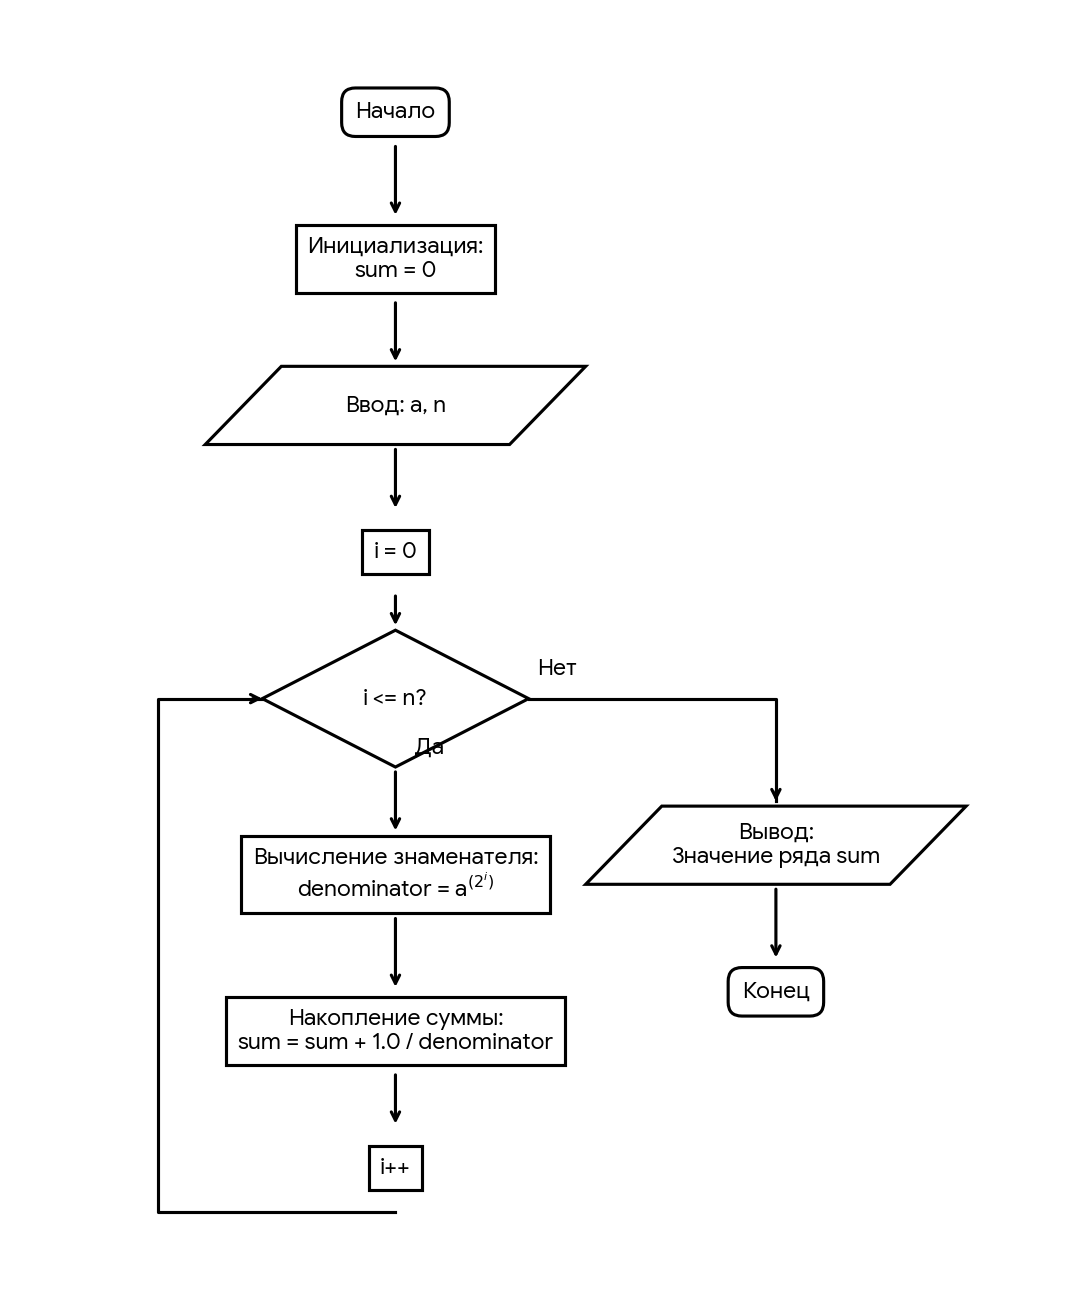 Начало
Инициализация:
sum = 0
Ввод: a, n
i = 0
i <= n?
Нет
Да
Вычисление знаменателя:
denominator = a^(2^i)
Вывод:
Значение ряда sum
Накопление суммы:
sum = sum + 1.0 / denominator
Конец
i++